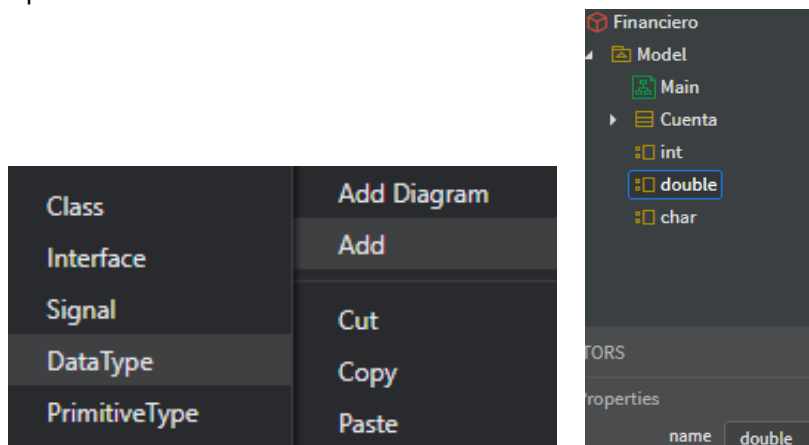 Class
Interface
Signal
DataType
PrimitiveType
Add Diagram
Add
Cut
Copy
Paste
Financiero
Model
Main
Cuenta
int
double
char
TORS
roperties
name double